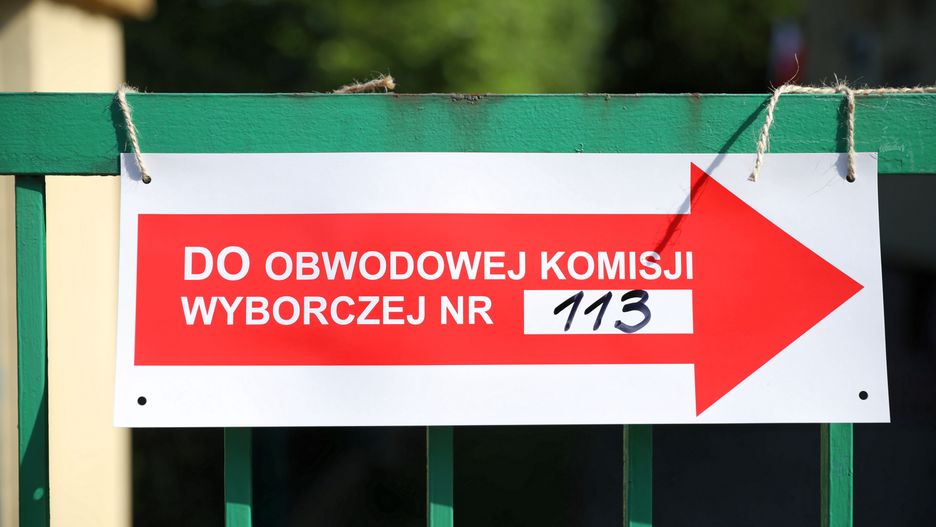 DO OBWODOWEJ KOMISJI
WYBORCZEJ NR 113